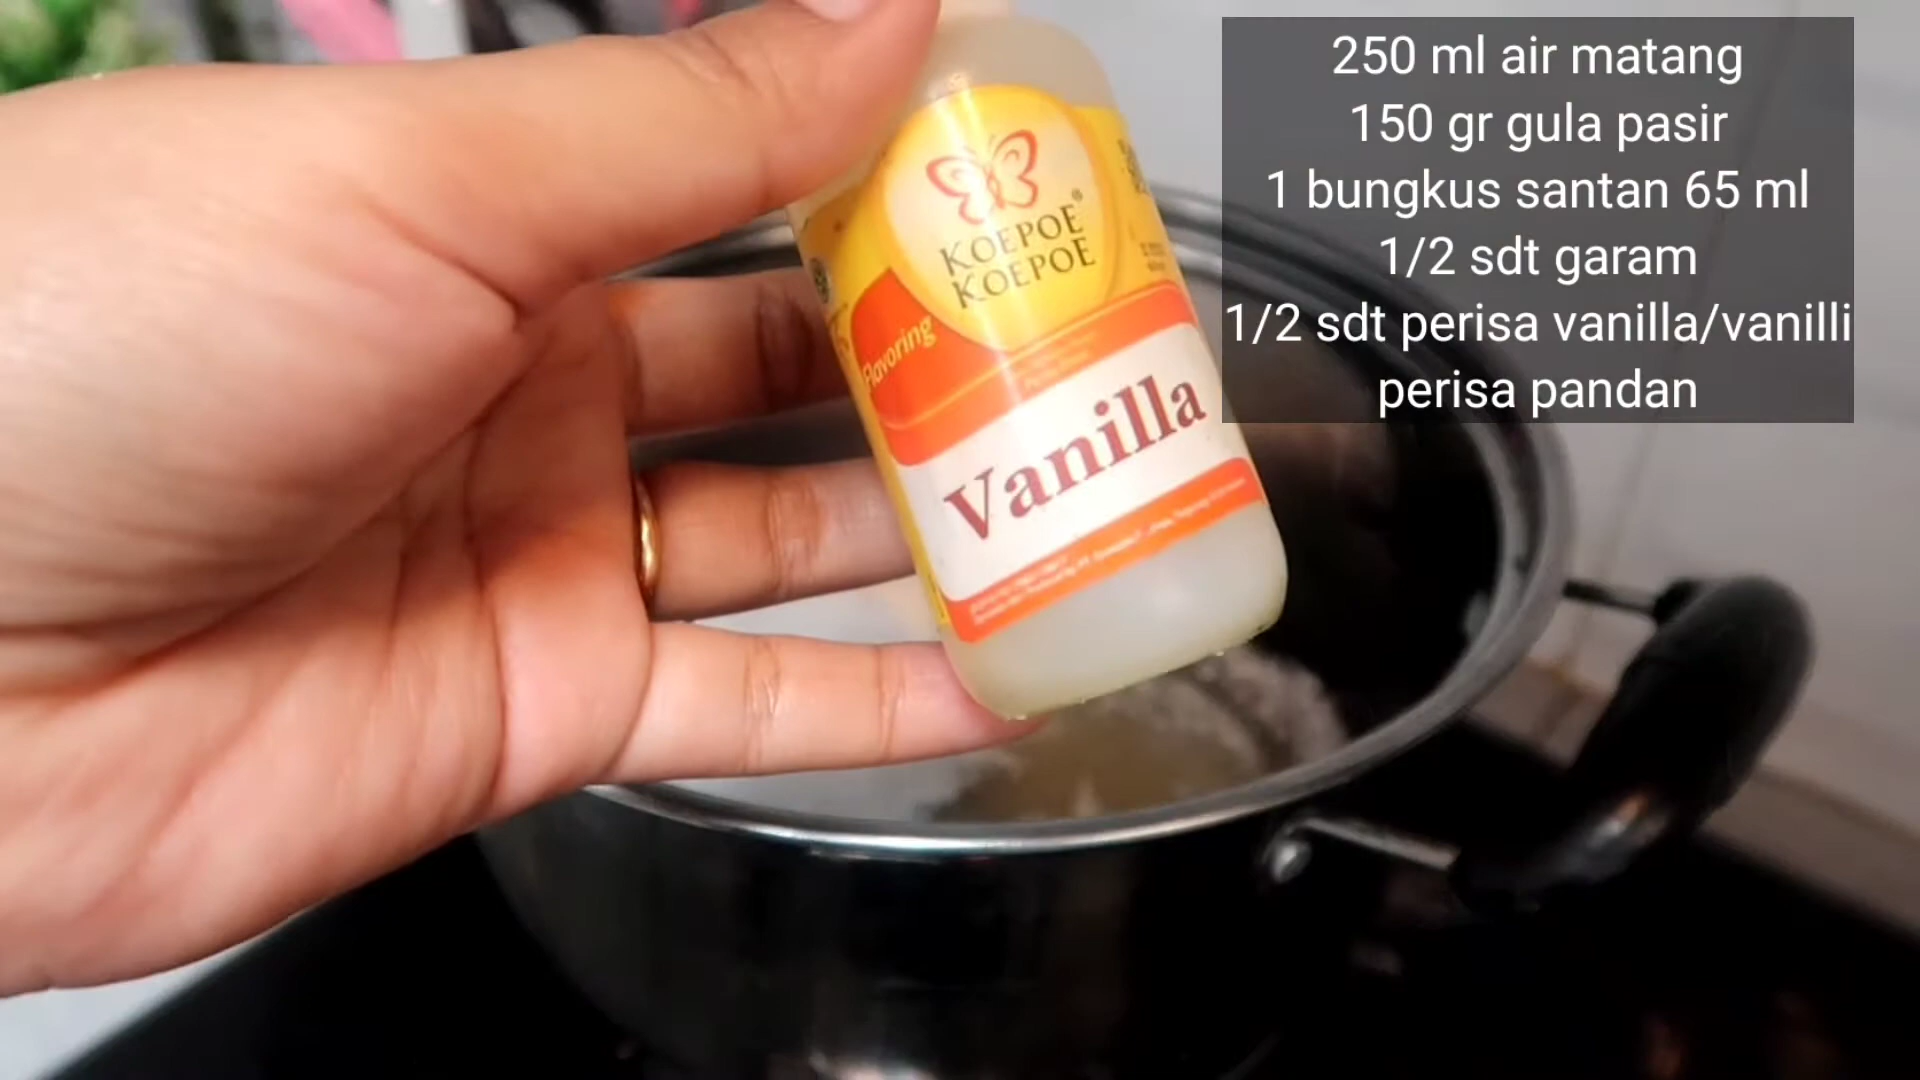 250 ml air matang
150 gr gula pasir
1 bungkus santan 65 ml
1/2 sdt garam
1/2 sdt perisa vanilla/vanilli
perisa pandan
KOEPOE®
KOEPOE
Flavoring
Vanilla